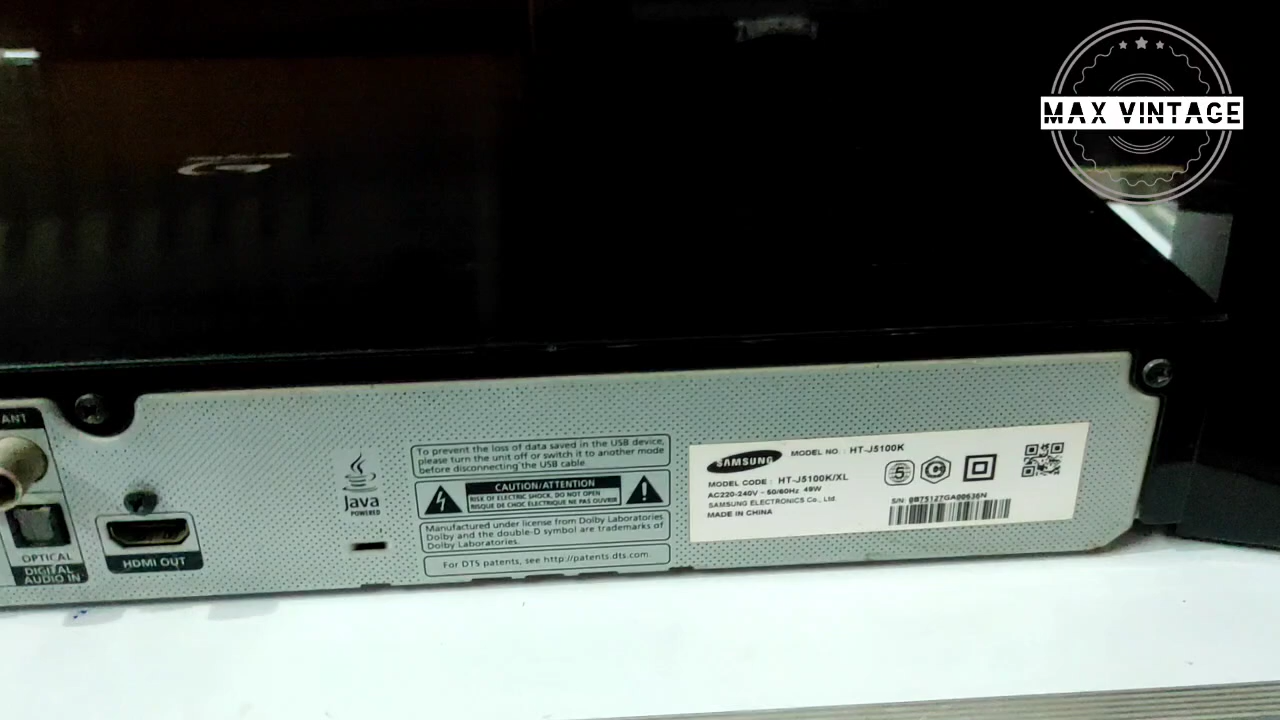 MAX VINTAGE
ANT
OPTICAL
DIGITAL
AUDIO IN
HDMI OUT
Java
POWERED
To prevent the loss of data saved in the USB device,
please turn the unit off or switch it to another mode
before disconnecting the USB cable.
CAUTION/ATTENTION
RISK OF ELECTRIC SHOCK, DO NOT OPEN
RISQUE DE CHOC ÉLECTRIQUE NE PAS OUVRIR
Manufactured under license from Dolby Laboratories
Dolby and the double-D symbol are trademarks of
Dolby Laboratories.
For DTS patents, see http://patents.dts.com.
SAMSUNG
MODEL NO. : HT-J5100K
MODEL CODE : HT-J5100K/XL
AC220-240V ~ 50/60Hz 49W
SAMSUNG ELECTRONICS Co., Ltd
MADE IN CHINA
5
C
S/N: 0B75127GA00636N